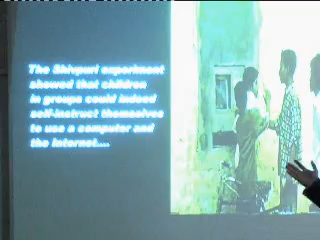 The Shivpuri experiment
showed that children
in groups could indeed
self-instruct themselves
to use a computer and
the Internet....